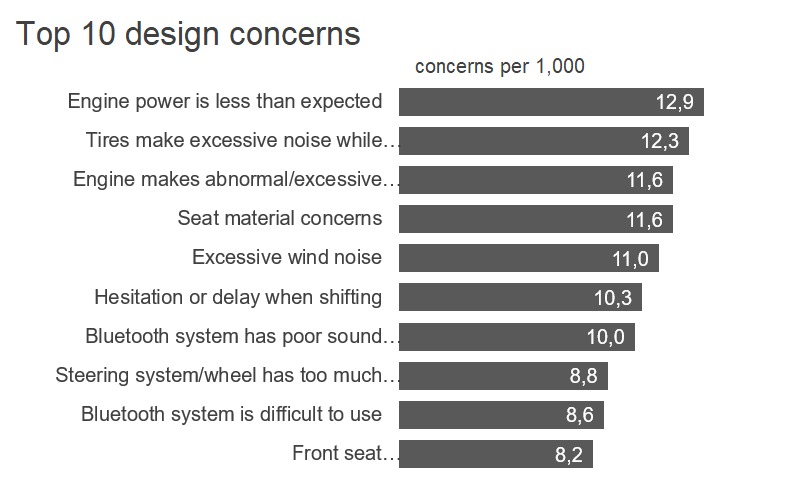 Top 10 design concerns
concerns per 1,000
Engine power is less than expected 12,9
Tires make excessive noise while… 12,3
Engine makes abnormal/excessive… 11,6
Seat material concerns 11,6
Excessive wind noise 11,0
Hesitation or delay when shifting 10,3
Bluetooth system has poor sound… 10,0
Steering system/wheel has too much… 8,8
Bluetooth system is difficult to use 8,6
Front seat… 8,2